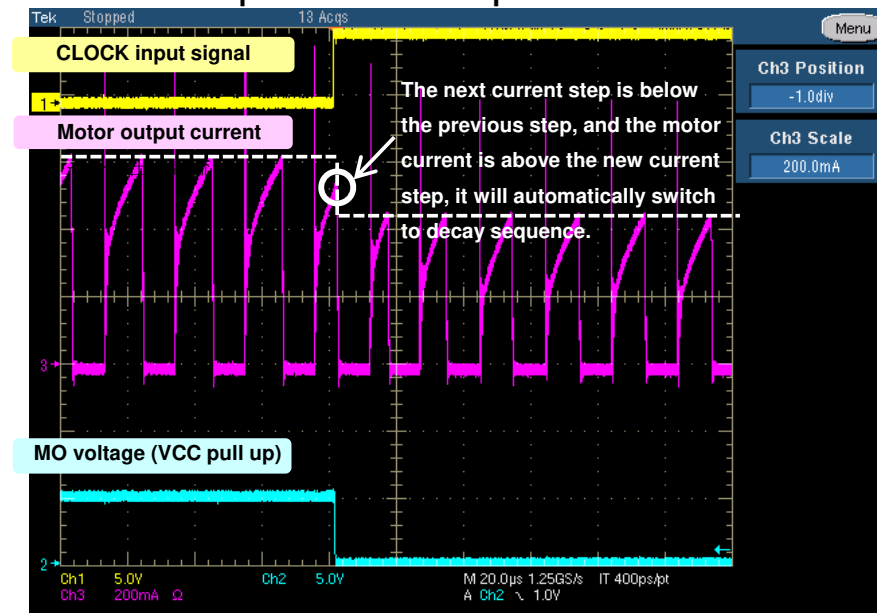 Tek Stopped 13 Acqs
Menu
CLOCK input signal
Ch3 Position
-1.0div
Ch3 Scale
200.0mA
1
The next current step is below
the previous step, and the motor
current is above the new current
step, it will automatically switch
to decay sequence.
Motor output current
3
MO voltage (VCC pull up)
2
Ch1 5.0V Ch2 5.0V M 20.0µs 1.25GS/s IT 400ps/pt
Ch3 200mA Ω A Ch2 ∖ 1.0V